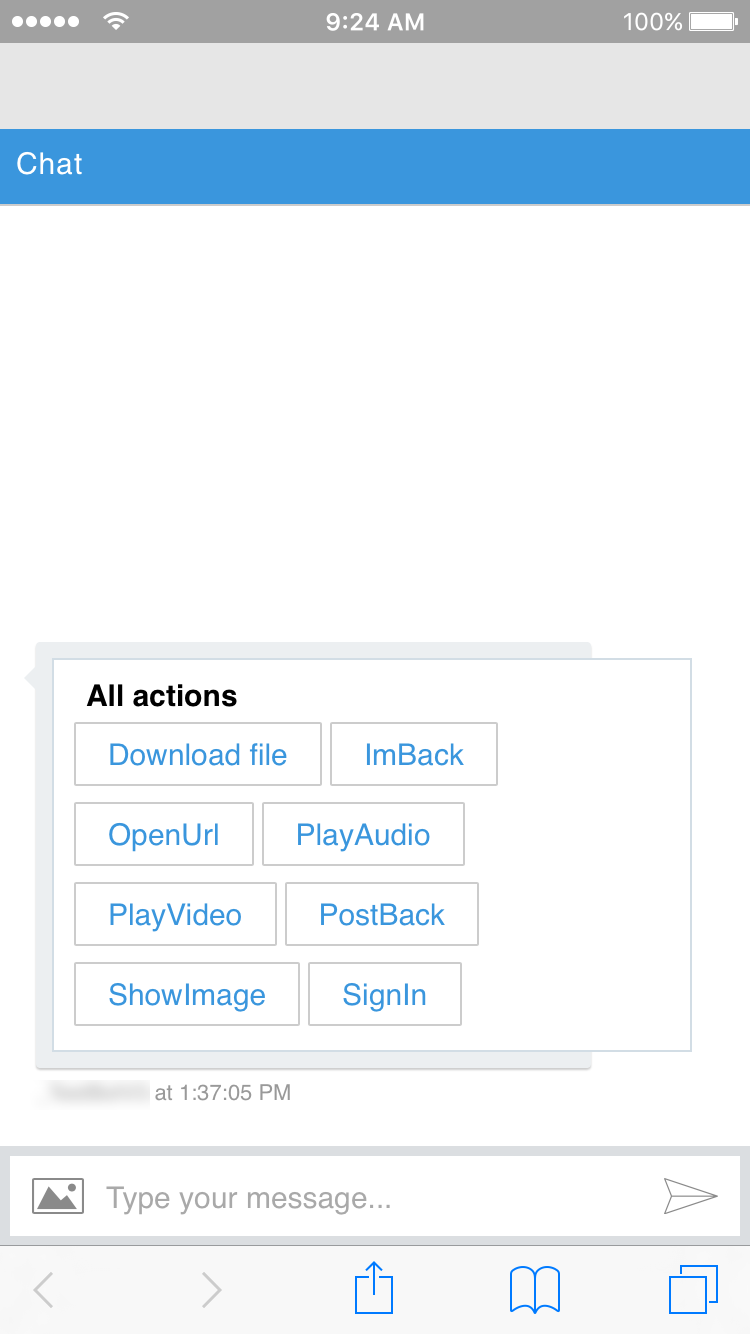 9:24 AM 100%
Chat
All actions
Download file ImBack
OpenUrl PlayAudio
PlayVideo PostBack
ShowImage SignIn
at 1:37:05 PM
Type your message...